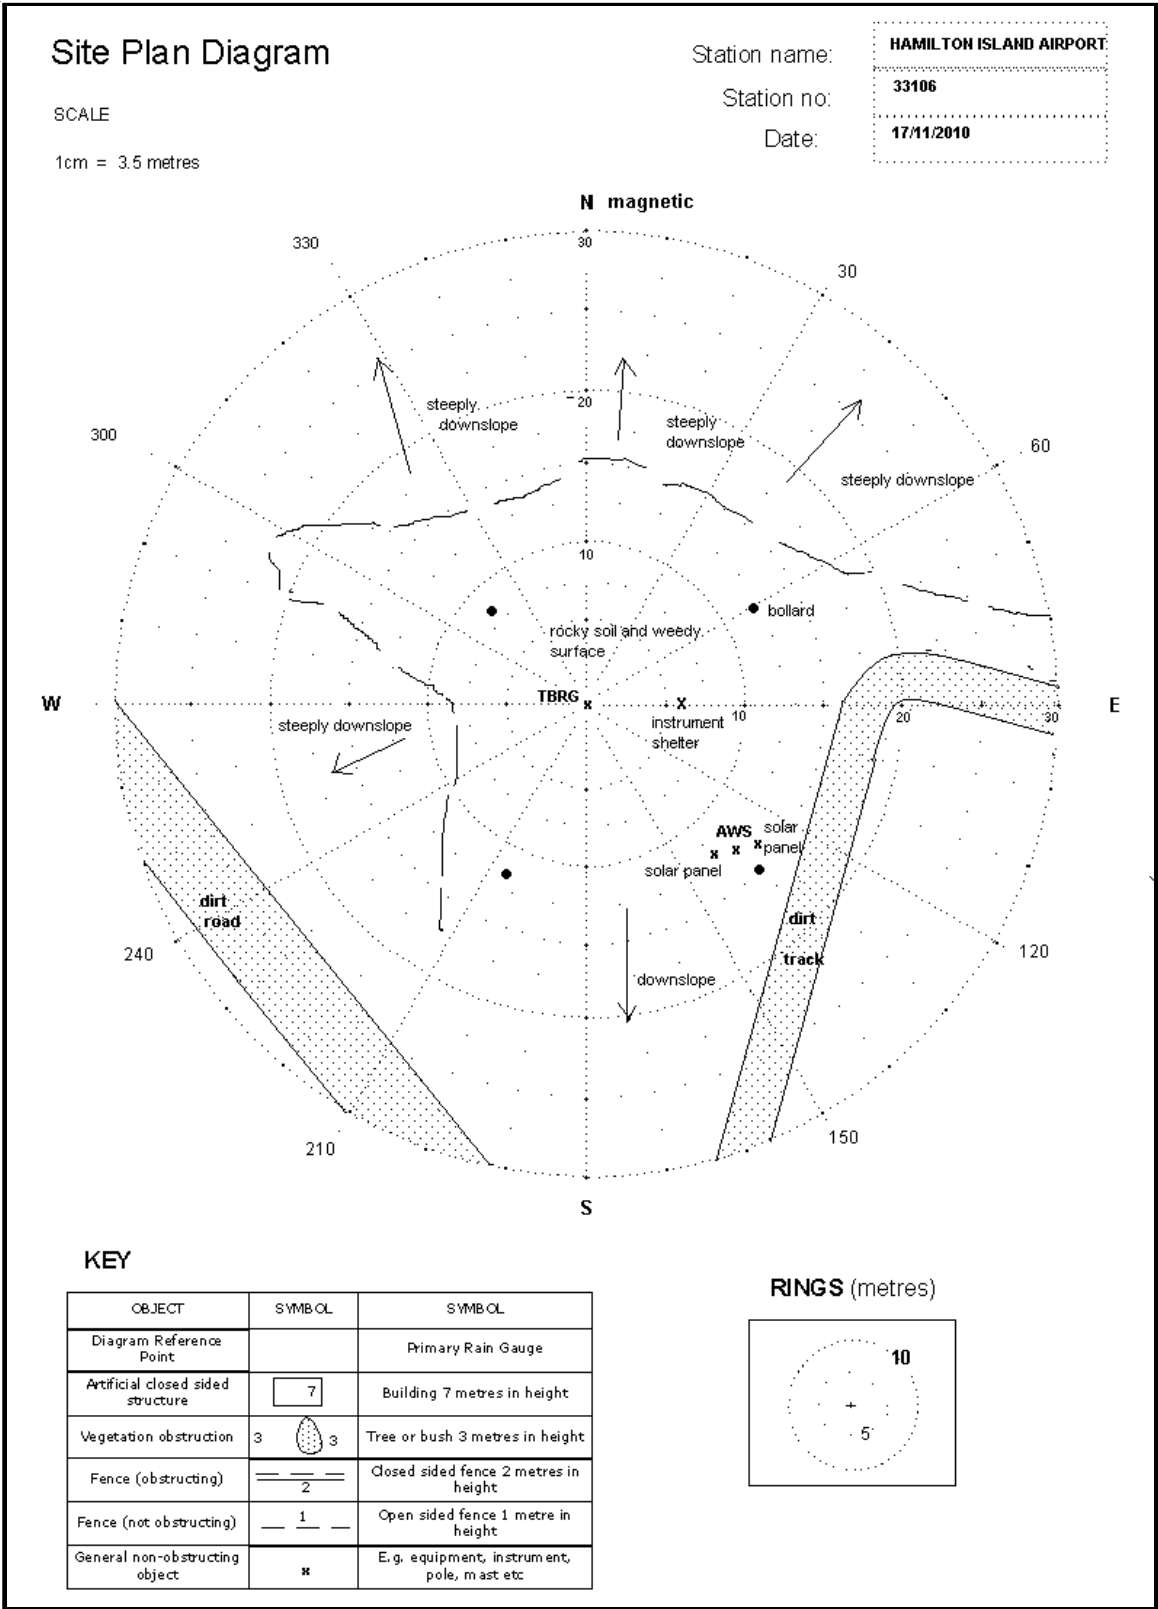 Site Plan Diagram
Station name:
HAMILTON ISLAND AIRPORT
SCALE
Station no:
33106
Date:
17/11/2010
1cm = 3.5 metres
N magnetic
330
30
30
300
60
steeply
downslope
20
steeply
downslope
steeply downslope
10
bollard
rocky soil and weedy
surface
W
TBRG
x
x
E
steeply downslope
instrument
shelter
10
20
30
AWS
solar
panel
x
x
x
solar panel
dirt
road
dirt
track
240
120
downslope
210
150
S
KEY
RINGS (metres)
OBJECT
SYMBOL
SYMBOL
Diagram Reference
Point
Primary Rain Gauge
Artificial closed sided
structure
7
Building 7 metres in height
Vegetation obstruction
3
3
Tree or bush 3 metres in height
Fence (obstructing)
2
Closed sided fence 2 metres in
height
Fence (not obstructing)
1
Open sided fence 1 metre in
height
General non-obstructing
object
x
E.g. equipment, instrument,
pole, mast etc
10
5